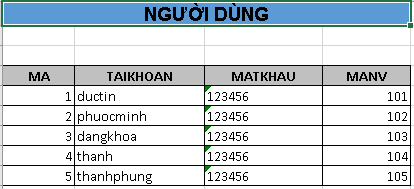 NGƯỜI DÙNG
MA TAIKHOAN MATKHAU MANV
1 ductin 123456 101
2 phuocminh 123456 102
3 dangkhoa 123456 103
4 thanh 123456 104
5 thanhphung 123456 105